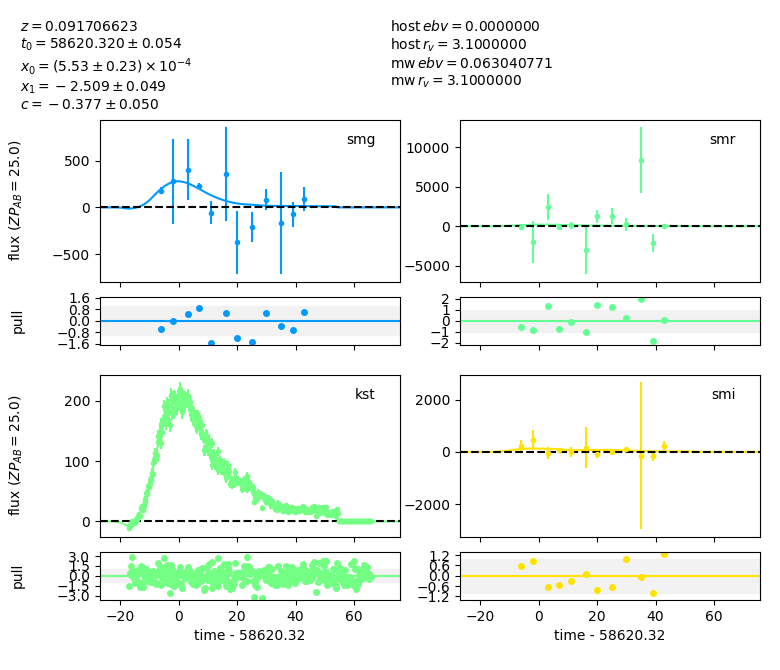 z = 0.091706623
t₀ = 58620.320 ± 0.054
x₀ = (5.53 ± 0.23) × 10⁻⁴
x₁ = −2.509 ± 0.049
c = −0.377 ± 0.050
host ebv = 0.0000000
host r_v = 3.1000000
mw ebv = 0.063040771
mw r_v = 3.1000000
smg
500
0
−500
flux (ZP_AB = 25.0)
smr
10000
5000
0
−5000
1.6
0.8
0.0
−0.8
−1.6
pull
2
1
0
−1
−2
kst
200
100
0
flux (ZP_AB = 25.0)
smi
2000
0
−2000
3.0
1.5
0.0
−1.5
−3.0
pull
−20 0 20 40 60
time - 58620.32
1.2
0.6
0.0
−0.6
−1.2
−20 0 20 40 60
time - 58620.32